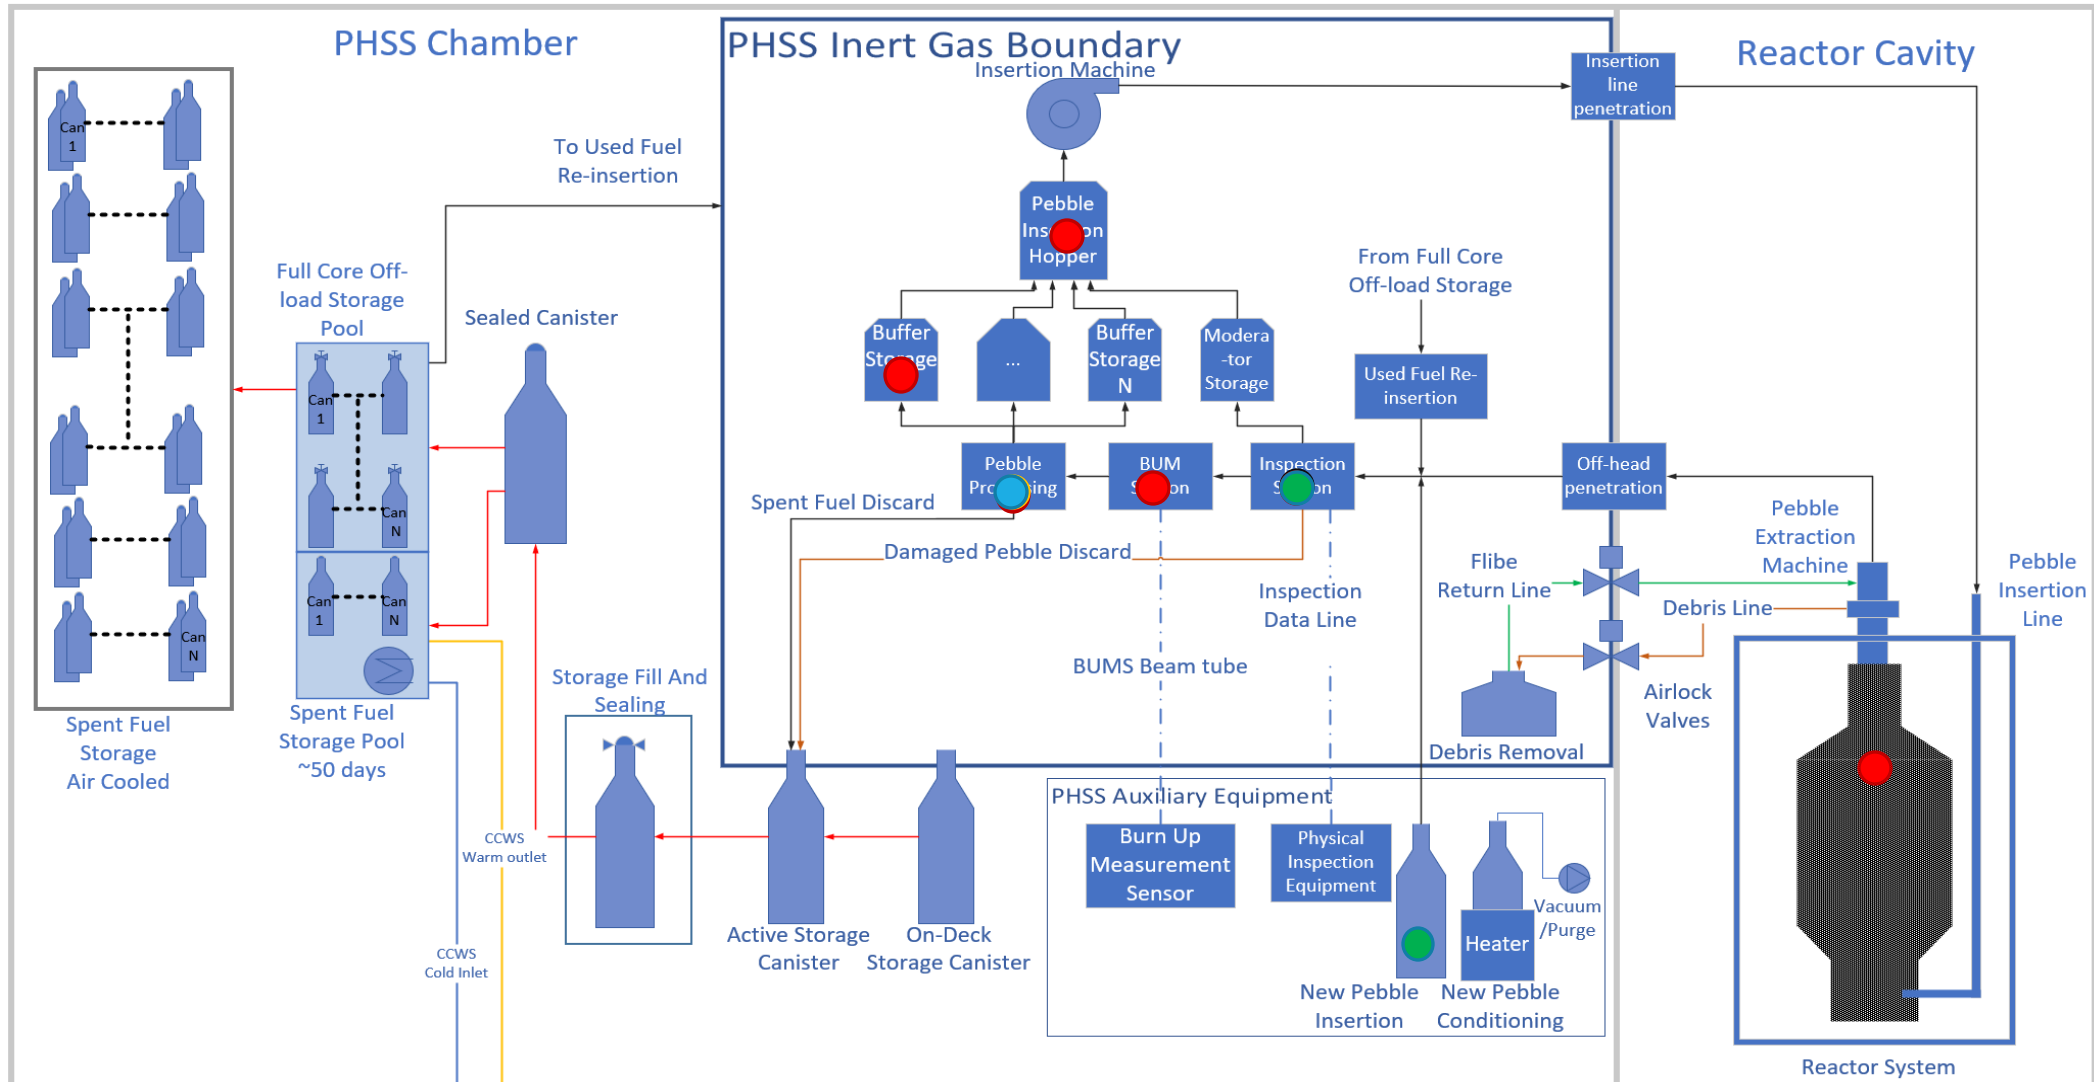 PHSS Chamber
PHSS Inert Gas Boundary
Reactor Cavity
Insertion Machine
Insertion
line
penetration
Can
1
To Used Fuel
Re-insertion
Pebble
Hopper
From Full Core
Off-load Storage
Full Core Off-
load Storage
Pool
Sealed Canister
Buffer
Storage
...
Buffer
Storage
N
Modera
-tor
Storage
Used Fuel Re-
insertion
Can
1
Can
N
Pebble
Processing
BUM
Station
Inspection
Station
Off-head
penetration
Spent Fuel Discard
Damaged Pebble Discard
Pebble
Extraction
Machine
Flibe
Return Line
Debris Line
Pebble
Insertion
Line
Inspection
Data Line
Can
1
Can
N
Can
N
BUMS Beam tube
Airlock
Valves
Storage Fill And
Sealing
Spent Fuel
Storage Pool
~50 days
Spent Fuel
Storage
Air Cooled
Debris Removal
PHSS Auxiliary Equipment
CCWS
Warm outlet
Burn Up
Measurement
Sensor
Physical
Inspection
Equipment
Vacuum
/Purge
Heater
Active Storage
Canister
On-Deck
Storage Canister
CCWS
Cold Inlet
New Pebble
Insertion
New Pebble
Conditioning
Reactor System